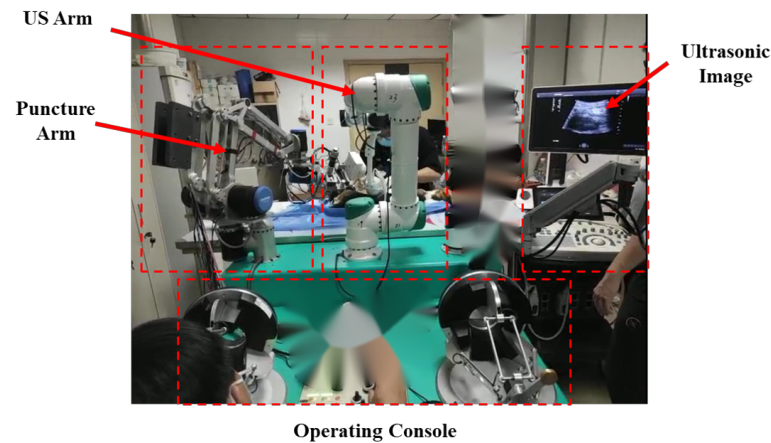 US Arm
Ultrasonic
Image
Puncture
Arm
Operating Console